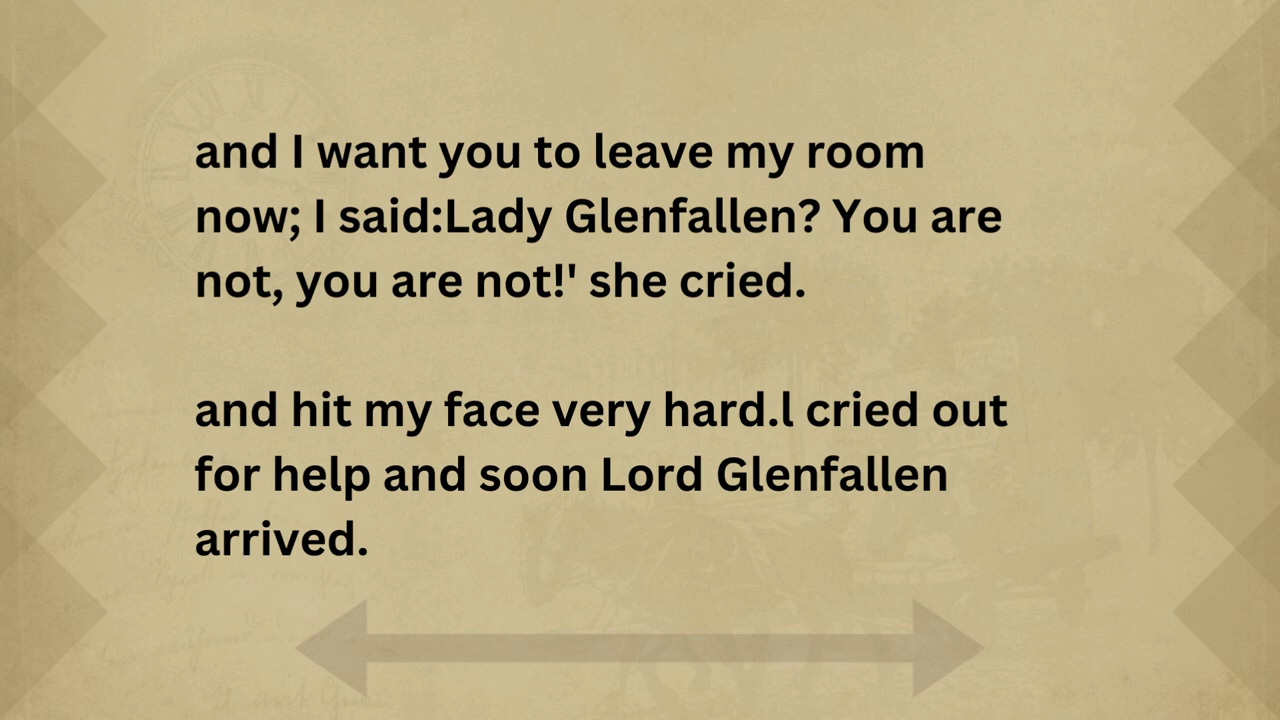 and I want you to leave my room
now; I said:Lady Glenfallen? You are
not, you are not!' she cried.
and hit my face very hard.l cried out
for help and soon Lord Glenfallen
arrived.